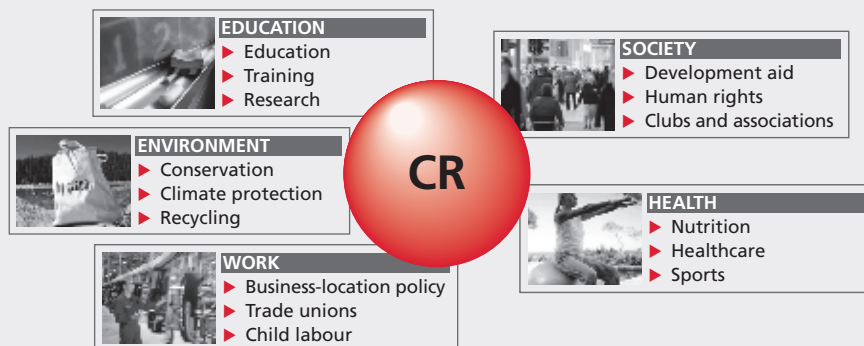 EDUCATION
Education
Training
Research
SOCIETY
Development aid
Human rights
Clubs and associations
ENVIRONMENT
Conservation
Climate protection
Recycling
CR
HEALTH
Nutrition
Healthcare
Sports
WORK
Business-location policy
Trade unions
Child labour